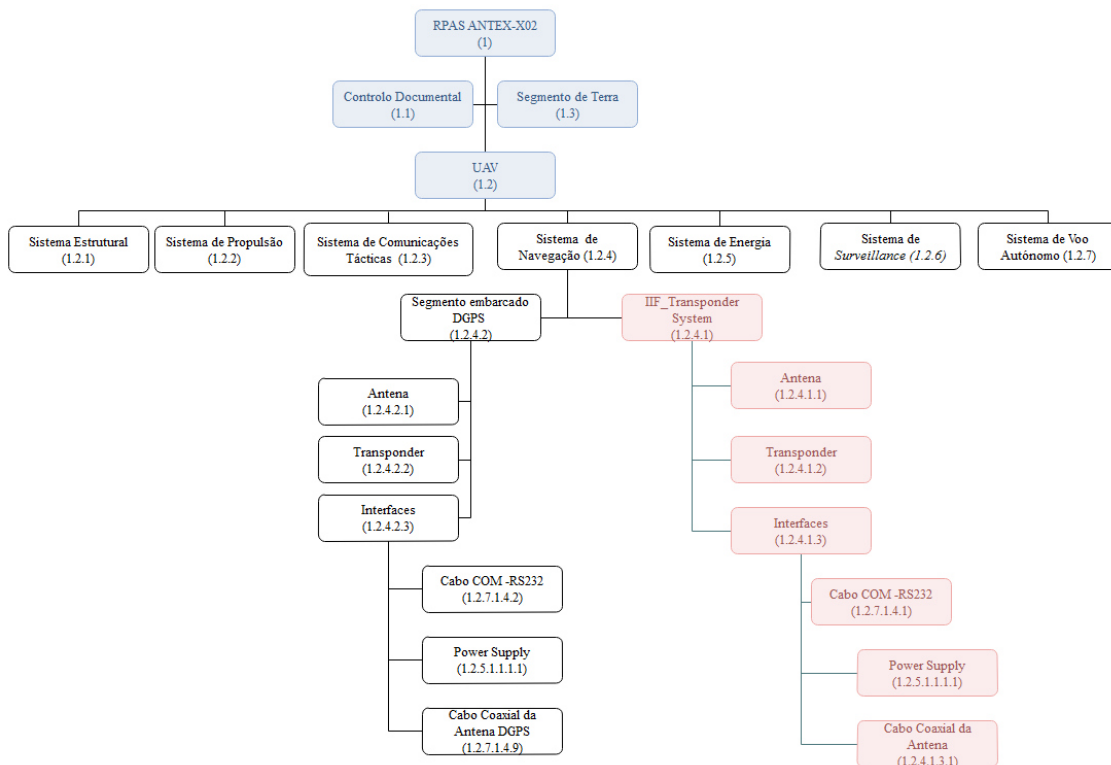 RPAS ANTEX-X02
(1)
Controlo Documental
(1.1)
Segmento de Terra
(1.3)
UAV
(1.2)
Sistema Estrutural
(1.2.1)
Sistema de Propulsão
(1.2.2)
Sistema de Comunicações
Tácticas (1.2.3)
Sistema de
Navegação (1.2.4)
Sistema de Energia
(1.2.5)
Sistema de
Surveillance (1.2.6)
Sistema de Voo
Autónomo (1.2.7)
Segmento embarcado
DGPS
(1.2.4.2)
IIF_Transponder
System
(1.2.4.1)
Antena
(1.2.4.2.1)
Transponder
(1.2.4.2.2)
Interfaces
(1.2.4.2.3)
Cabo COM -RS232
(1.2.7.1.4.2)
Power Supply
(1.2.5.1.1.1.1)
Cabo Coaxial da
Antena DGPS
(1.2.7.1.4.9)
Antena
(1.2.4.1.1)
Transponder
(1.2.4.1.2)
Interfaces
(1.2.4.1.3)
Cabo COM -RS232
(1.2.7.1.4.1)
Power Supply
(1.2.5.1.1.1.1)
Cabo Coaxial da
Antena
(1.2.4.1.3.1)